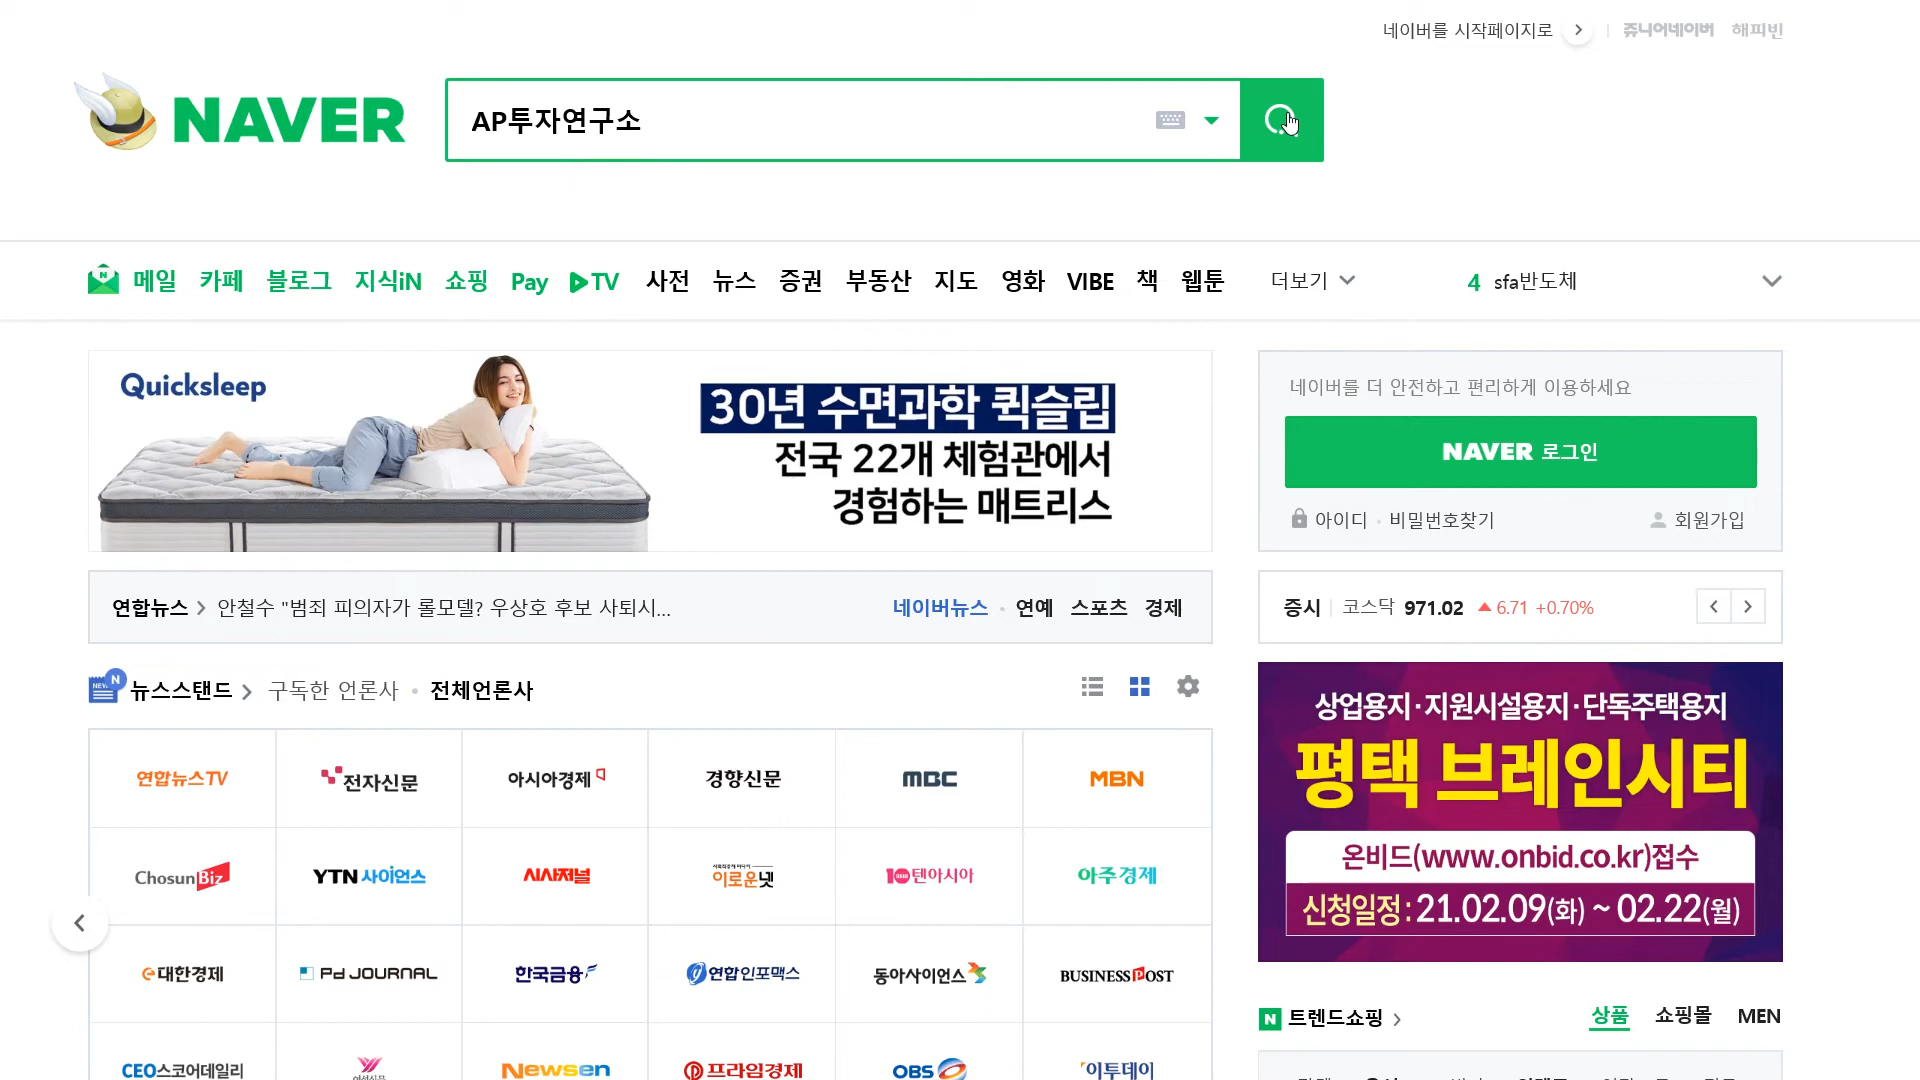 네이버를 시작페이지로
쥬니어네이버 해피빈
NAVER
AP투자연구소
메일 카페 블로그 지식iN 쇼핑 Pay TV 사전 뉴스 증권 부동산 지도 영화 VIBE 책 웹툰 더보기
4 sfa반도체
Quicksleep
30년 수면과학 퀵슬립
전국 22개 체험관에서
경험하는 매트리스
네이버를 더 안전하고 편리하게 이용하세요
NAVER 로그인
아이디 · 비밀번호찾기 회원가입
연합뉴스 안철수 "범죄 피의자가 롤모델? 우상호 후보 사퇴시...
네이버뉴스 · 연예 스포츠 경제
증시 코스닥 971.02 ▲ 6.71 +0.70%
NEWS N 뉴스스탠드 구독한 언론사 · 전체언론사
연합뉴스TV 전자신문 아시아경제 경향신문 MBC MBN
ChosunBiz YTN 사이언스 시사저널 이로운넷 10 텐아시아 아주경제
e대한경제 Pd JOURNAL 한국금융 연합인포맥스 동아사이언스 BUSINESSPOST
CEO스코어데일리 여성신문 Newsen 프라임경제 OBS 이투데이
상업용지·지원시설용지·단독주택용지
평택 브레인시티
온비드(www.onbid.co.kr)접수
신청일정 : 21.02.09(화) ~ 02.22(월)
N 트렌드쇼핑 상품 쇼핑몰 MEN